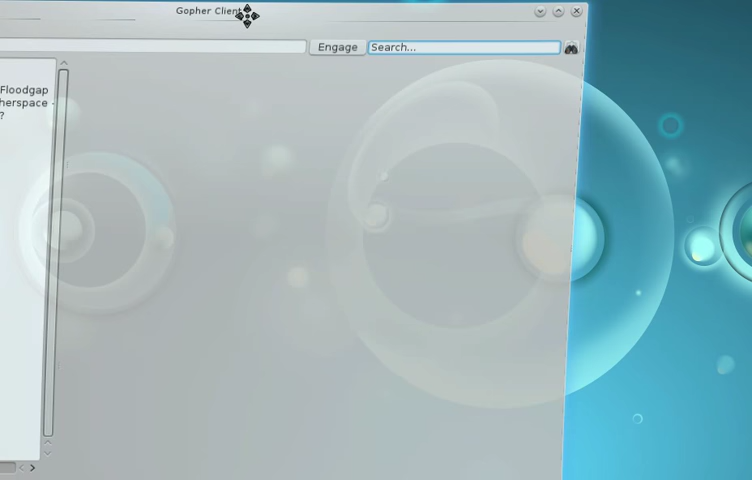 Gopher Client
Engage
Search...
Floodgap
herspace -
?